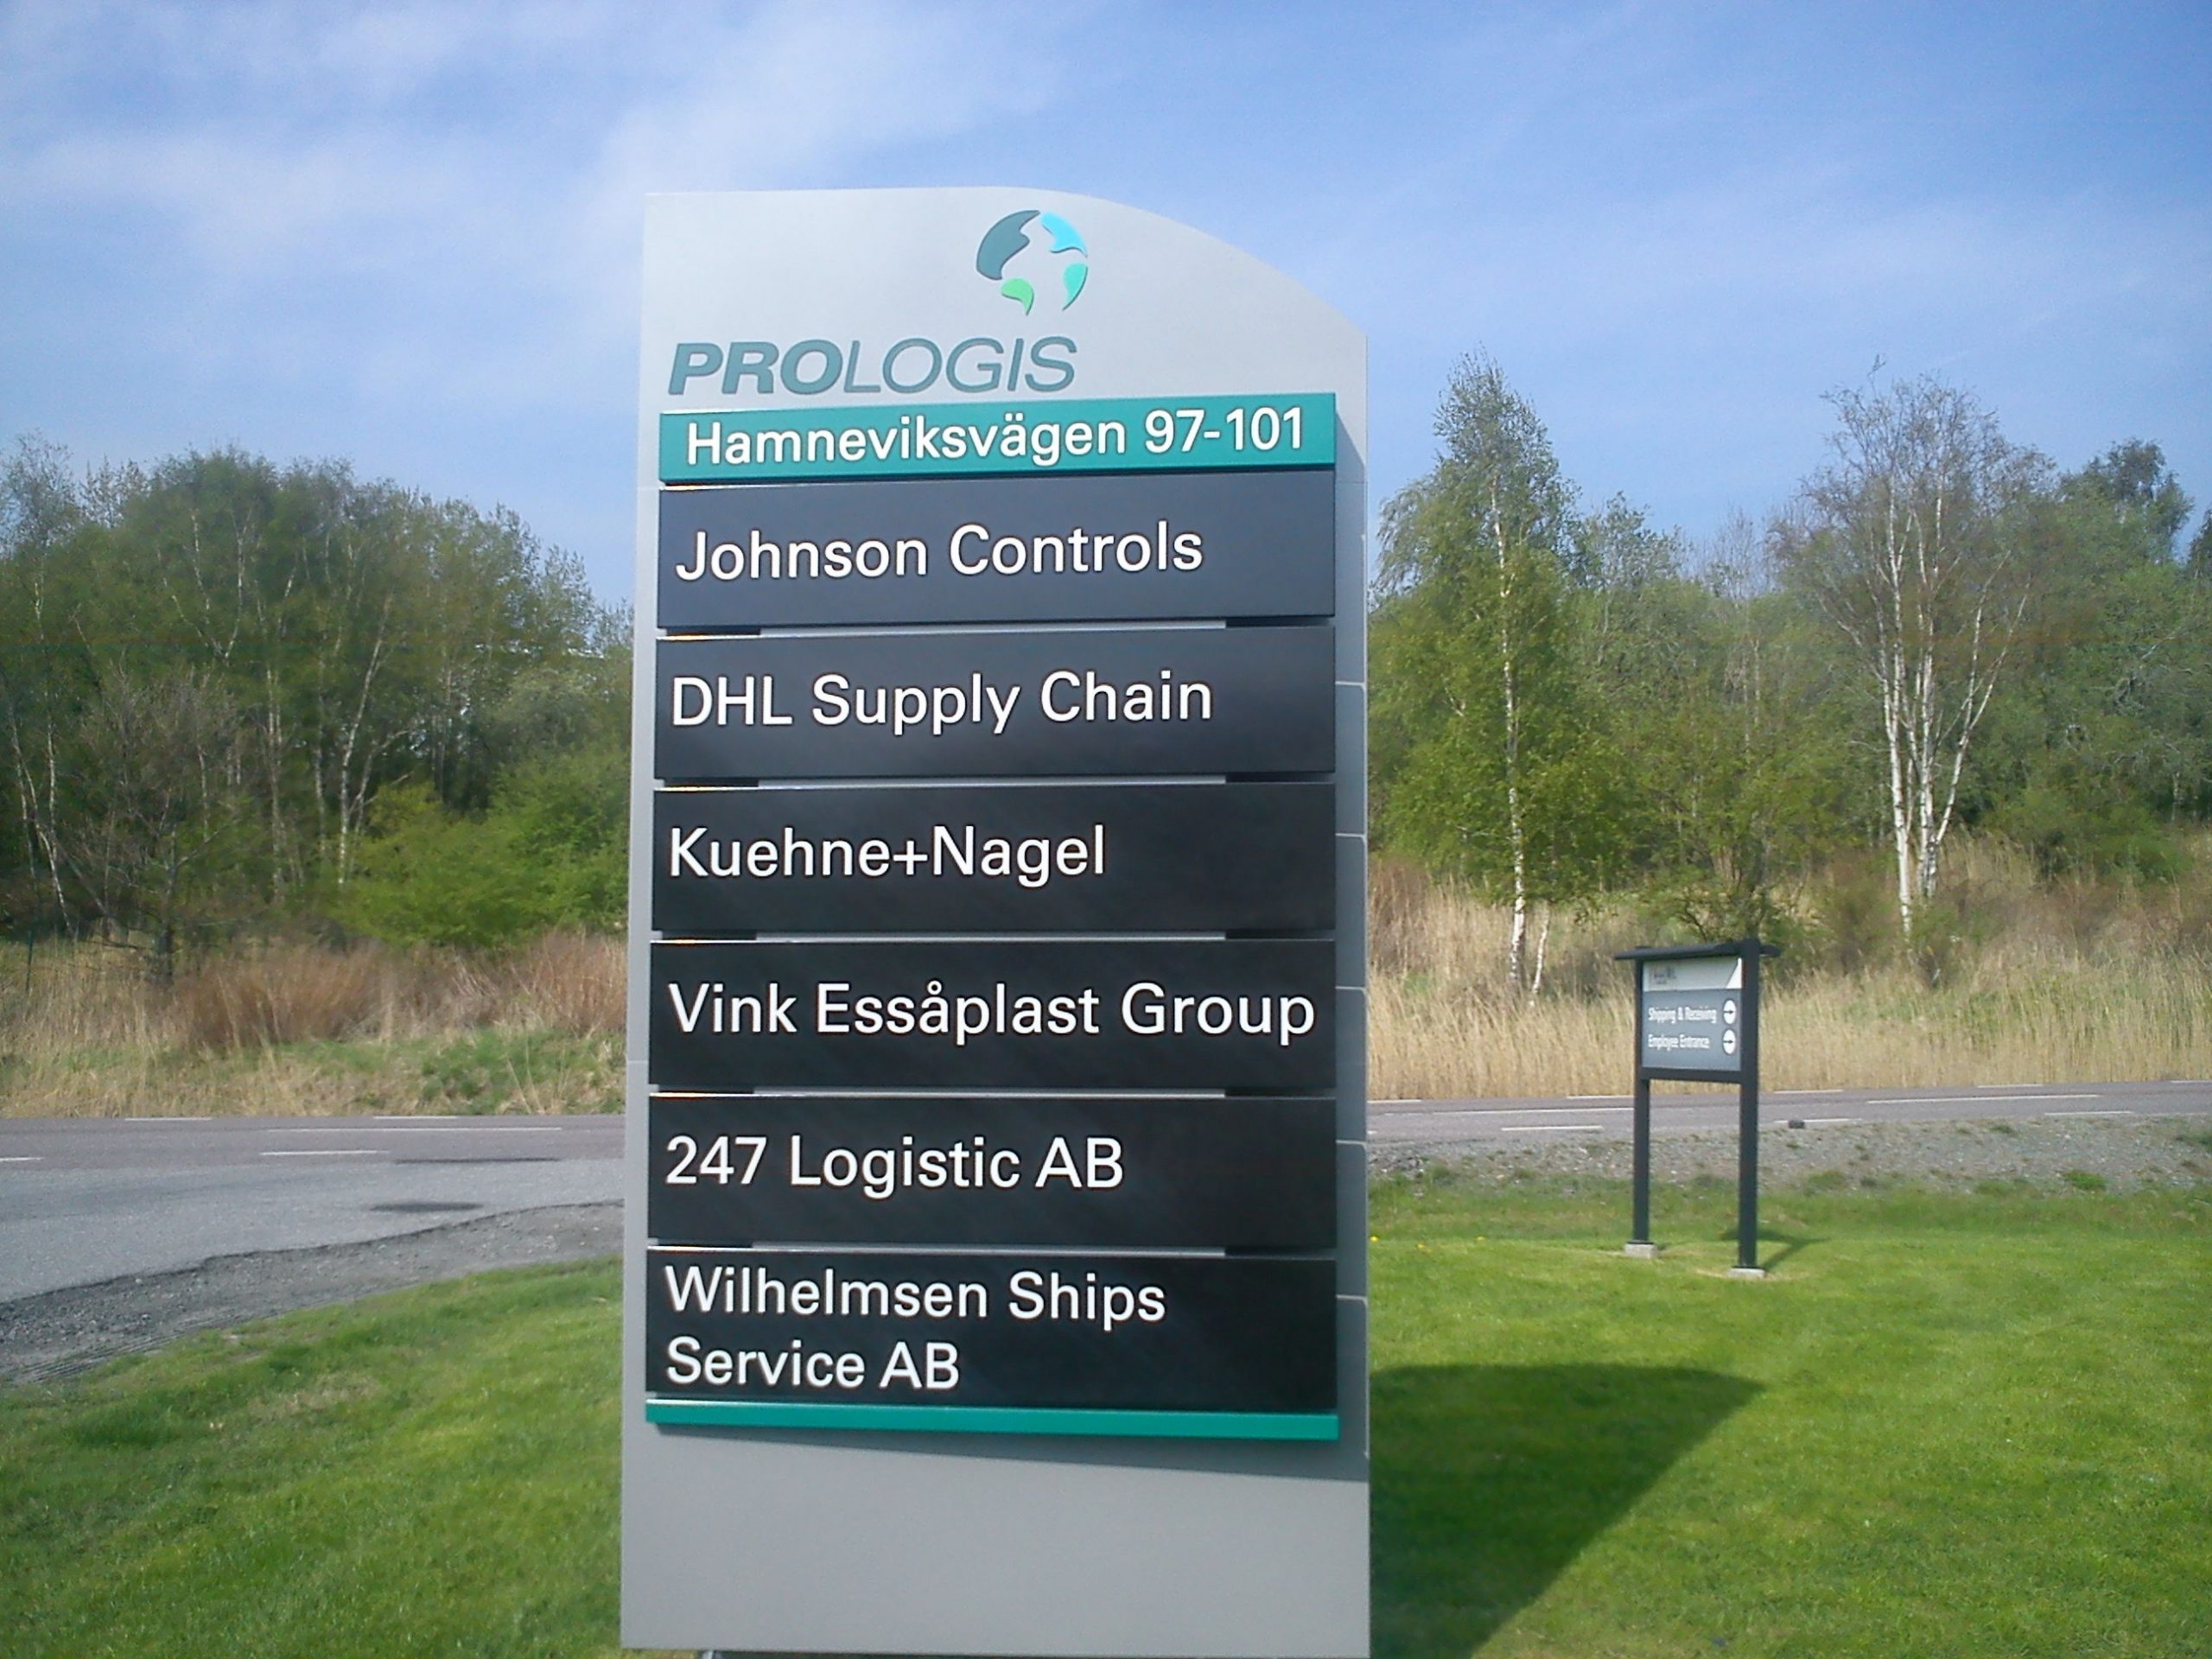 PROLOGIS
Hamneviksvägen 97-101
Johnson Controls
DHL Supply Chain
Kuehne+Nagel
Vink Essåplast Group
247 Logistic AB
Wilhelmsen Ships
Service AB
Shipping & Receiving
Employee Entrance